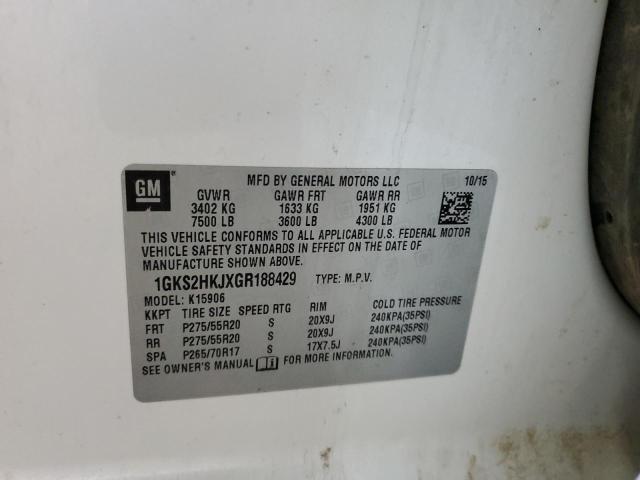 GM
MFD BY GENERAL MOTORS LLC 10/15
GVWR GAWR FRT GAWR RR
3402 KG 1633 KG 1951 KG
7500 LB 3600 LB 4300 LB
THIS VEHICLE CONFORMS TO ALL APPLICABLE U.S. FEDERAL MOTOR
VEHICLE SAFETY STANDARDS IN EFFECT ON THE DATE OF
MANUFACTURE SHOWN ABOVE.
1GKS2HKJXGR188429 TYPE: M.P.V.
MODEL: K15906
KKPT TIRE SIZE SPEED RTG RIM COLD TIRE PRESSURE
FRT P275/55R20 S 20X9J 240KPA(35PSI)
RR P275/55R20 S 20X9J 240KPA(35PSI)
SPA P265/70R17 S 17X7.5J 240KPA(35PSI)
SEE OWNER'S MANUAL FOR MORE INFORMATION.